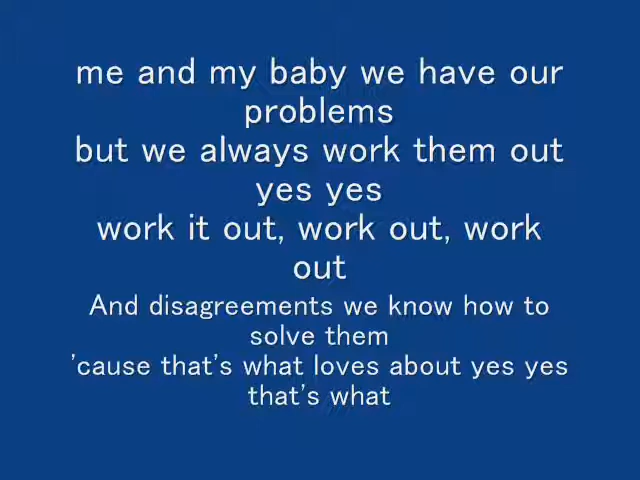 me and my baby we have our
problems
but we always work them out
yes yes
work it out, work out, work
out
And disagreements we know how to
solve them
'cause that's what loves about yes yes
that's what